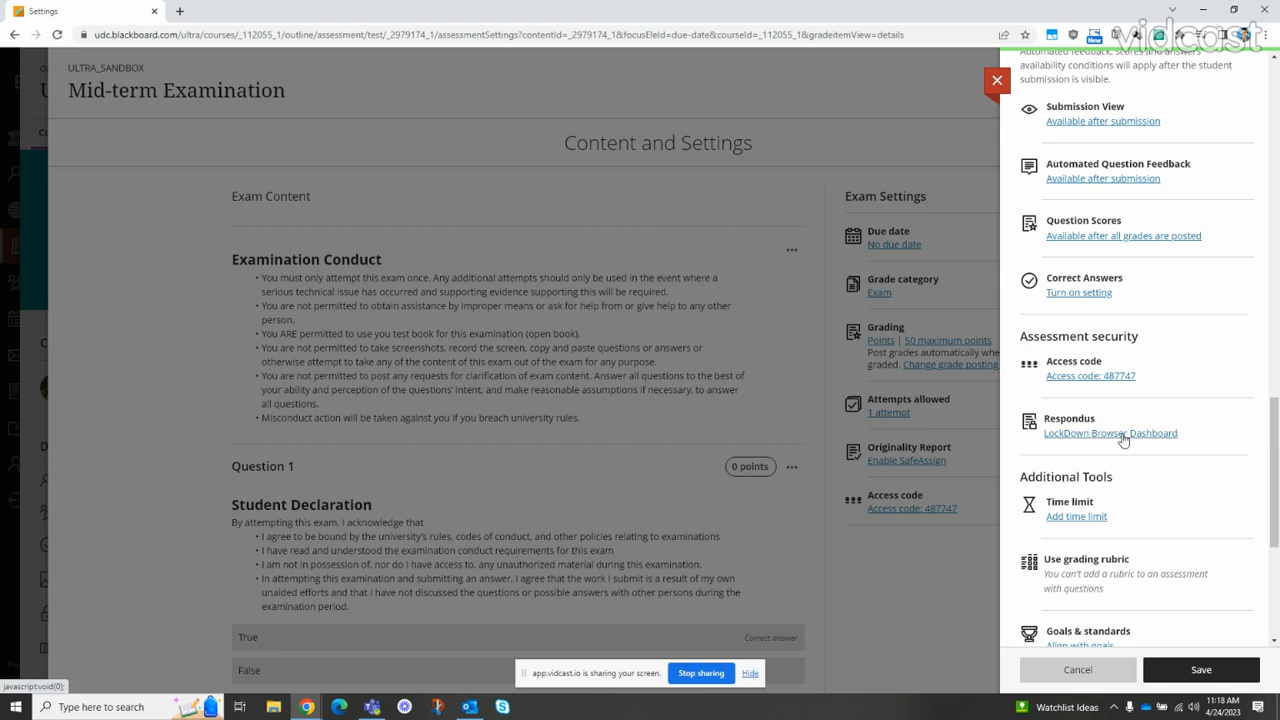 Settings
vidcast
udc.blackboard.com/ultra/courses/_112055_1/outline/assessment/test/_2979174_1/assessmentSettings?contentId=_2979174_1&focusElId=due-date&courseId=_112055_1&gradeitemView=details
New
ULTRA_SANDBOX
Mid-term Examination
Content and Settings
Exam Content
Examination Conduct
• You must only attempt this exam once. Any additional attempts should only be used in the event where a
serious technical issue has occurred and supporting evidence supporting this will be required.
• You are not permitted to obtain assistance by improper means or ask for help from or give help to any other
person.
• You ARE permitted to use you test book for this examination (open book).
• You are not permitted to take screenshots, record the screen, copy and paste questions or answers or
otherwise attempt to take any of the content of this exam out of the exam for any purpose.
• You are not permitted to post any requests for clarification of exam content. Answer all questions to the best of
your ability and perception of the questions' intent, and make reasonable assumptions if necessary, to answer
all questions.
• Misconduct action will be taken against you if you breach university rules.
Question 1
0 points
Student Declaration
By attempting this exam, I acknowledge that
• I agree to be bound by the university's rules, codes of conduct, and other policies relating to examinations
• I have read and understood the examination conduct requirements for this exam
• I am not in possession of, nor do I have access to, any unauthorized material during this examination.
• In attempting this examination and submitting an answer, I agree that the work I submit is a result of my own
unaided efforts and that I have not discussed the questions or possible answers with other persons during the
examination period.
True
Correct answer
False
Exam Settings
Due date
No due date
Grade category
Exam
Grading
Points | 50 maximum points
Post grades automatically whe
graded. Change grade posting
Attempts allowed
1 attempt
Originality Report
Enable SafeAssign
Access code
Access code: 487747
Automated feedback, scores and answers
availability conditions will apply after the student
submission is visible.
Submission View
Available after submission
Automated Question Feedback
Available after submission
Question Scores
Available after all grades are posted
Correct Answers
Turn on setting
Assessment security
Access code
Access code: 487747
Respondus
LockDown Browser Dashboard
Additional Tools
Time limit
Add time limit
Use grading rubric
You can't add a rubric to an assessment
with questions
Goals & standards
Align with goals
Cancel
Save
app.vidcast.io is sharing your screen.
Stop sharing
Hide
javascript:void(0);
Type here to search
Watchlist Ideas
11:18 AM
4/24/2023